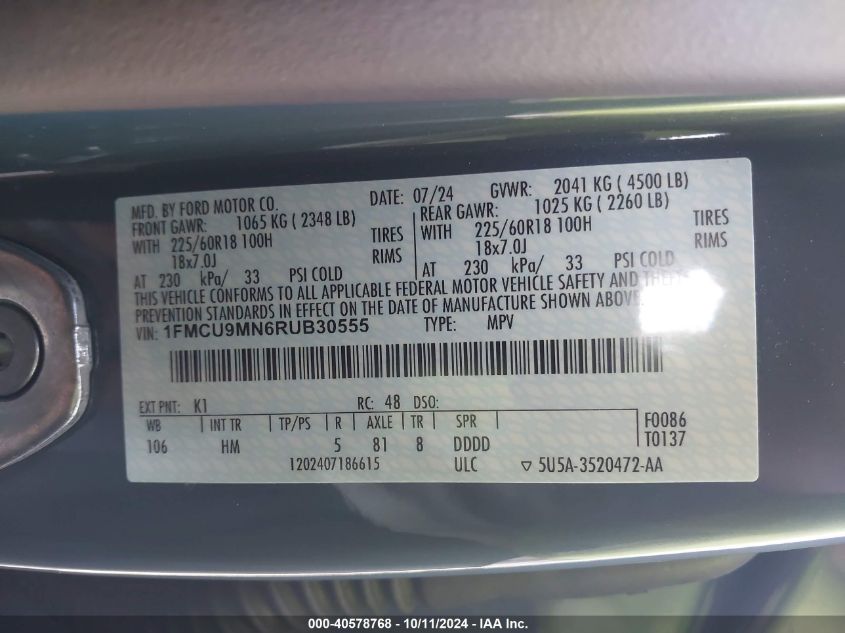 MFD. BY FORD MOTOR CO. DATE: 07/24 GVWR: 2041 KG ( 4500 LB)
FRONT GAWR: 1065 KG ( 2348 LB) REAR GAWR: 1025 KG ( 2260 LB)
WITH 225/60R18 100H TIRES WITH 225/60R18 100H TIRES
18x7.0J RIMS 18x7.0J RIMS
AT 230 kPa/ 33 PSI COLD AT 230 kPa/ 33 PSI COLD
THIS VEHICLE CONFORMS TO ALL APPLICABLE FEDERAL MOTOR VEHICLE SAFETY AND THEFT
PREVENTION STANDARDS IN EFFECT ON THE DATE OF MANUFACTURE SHOWN ABOVE
VIN: 1FMCU9MN6RUB30555 TYPE: MPV
EXT PNT: K1 RC: 48 DSO:
WB INT TR TP/PS R AXLE TR SPR F0086
106 HM 5 81 8 DDDD T0137
1202407186615 ULC ▽ 5U5A-3520472-AA
000-40578768 - 10/11/2024 - IAA Inc.